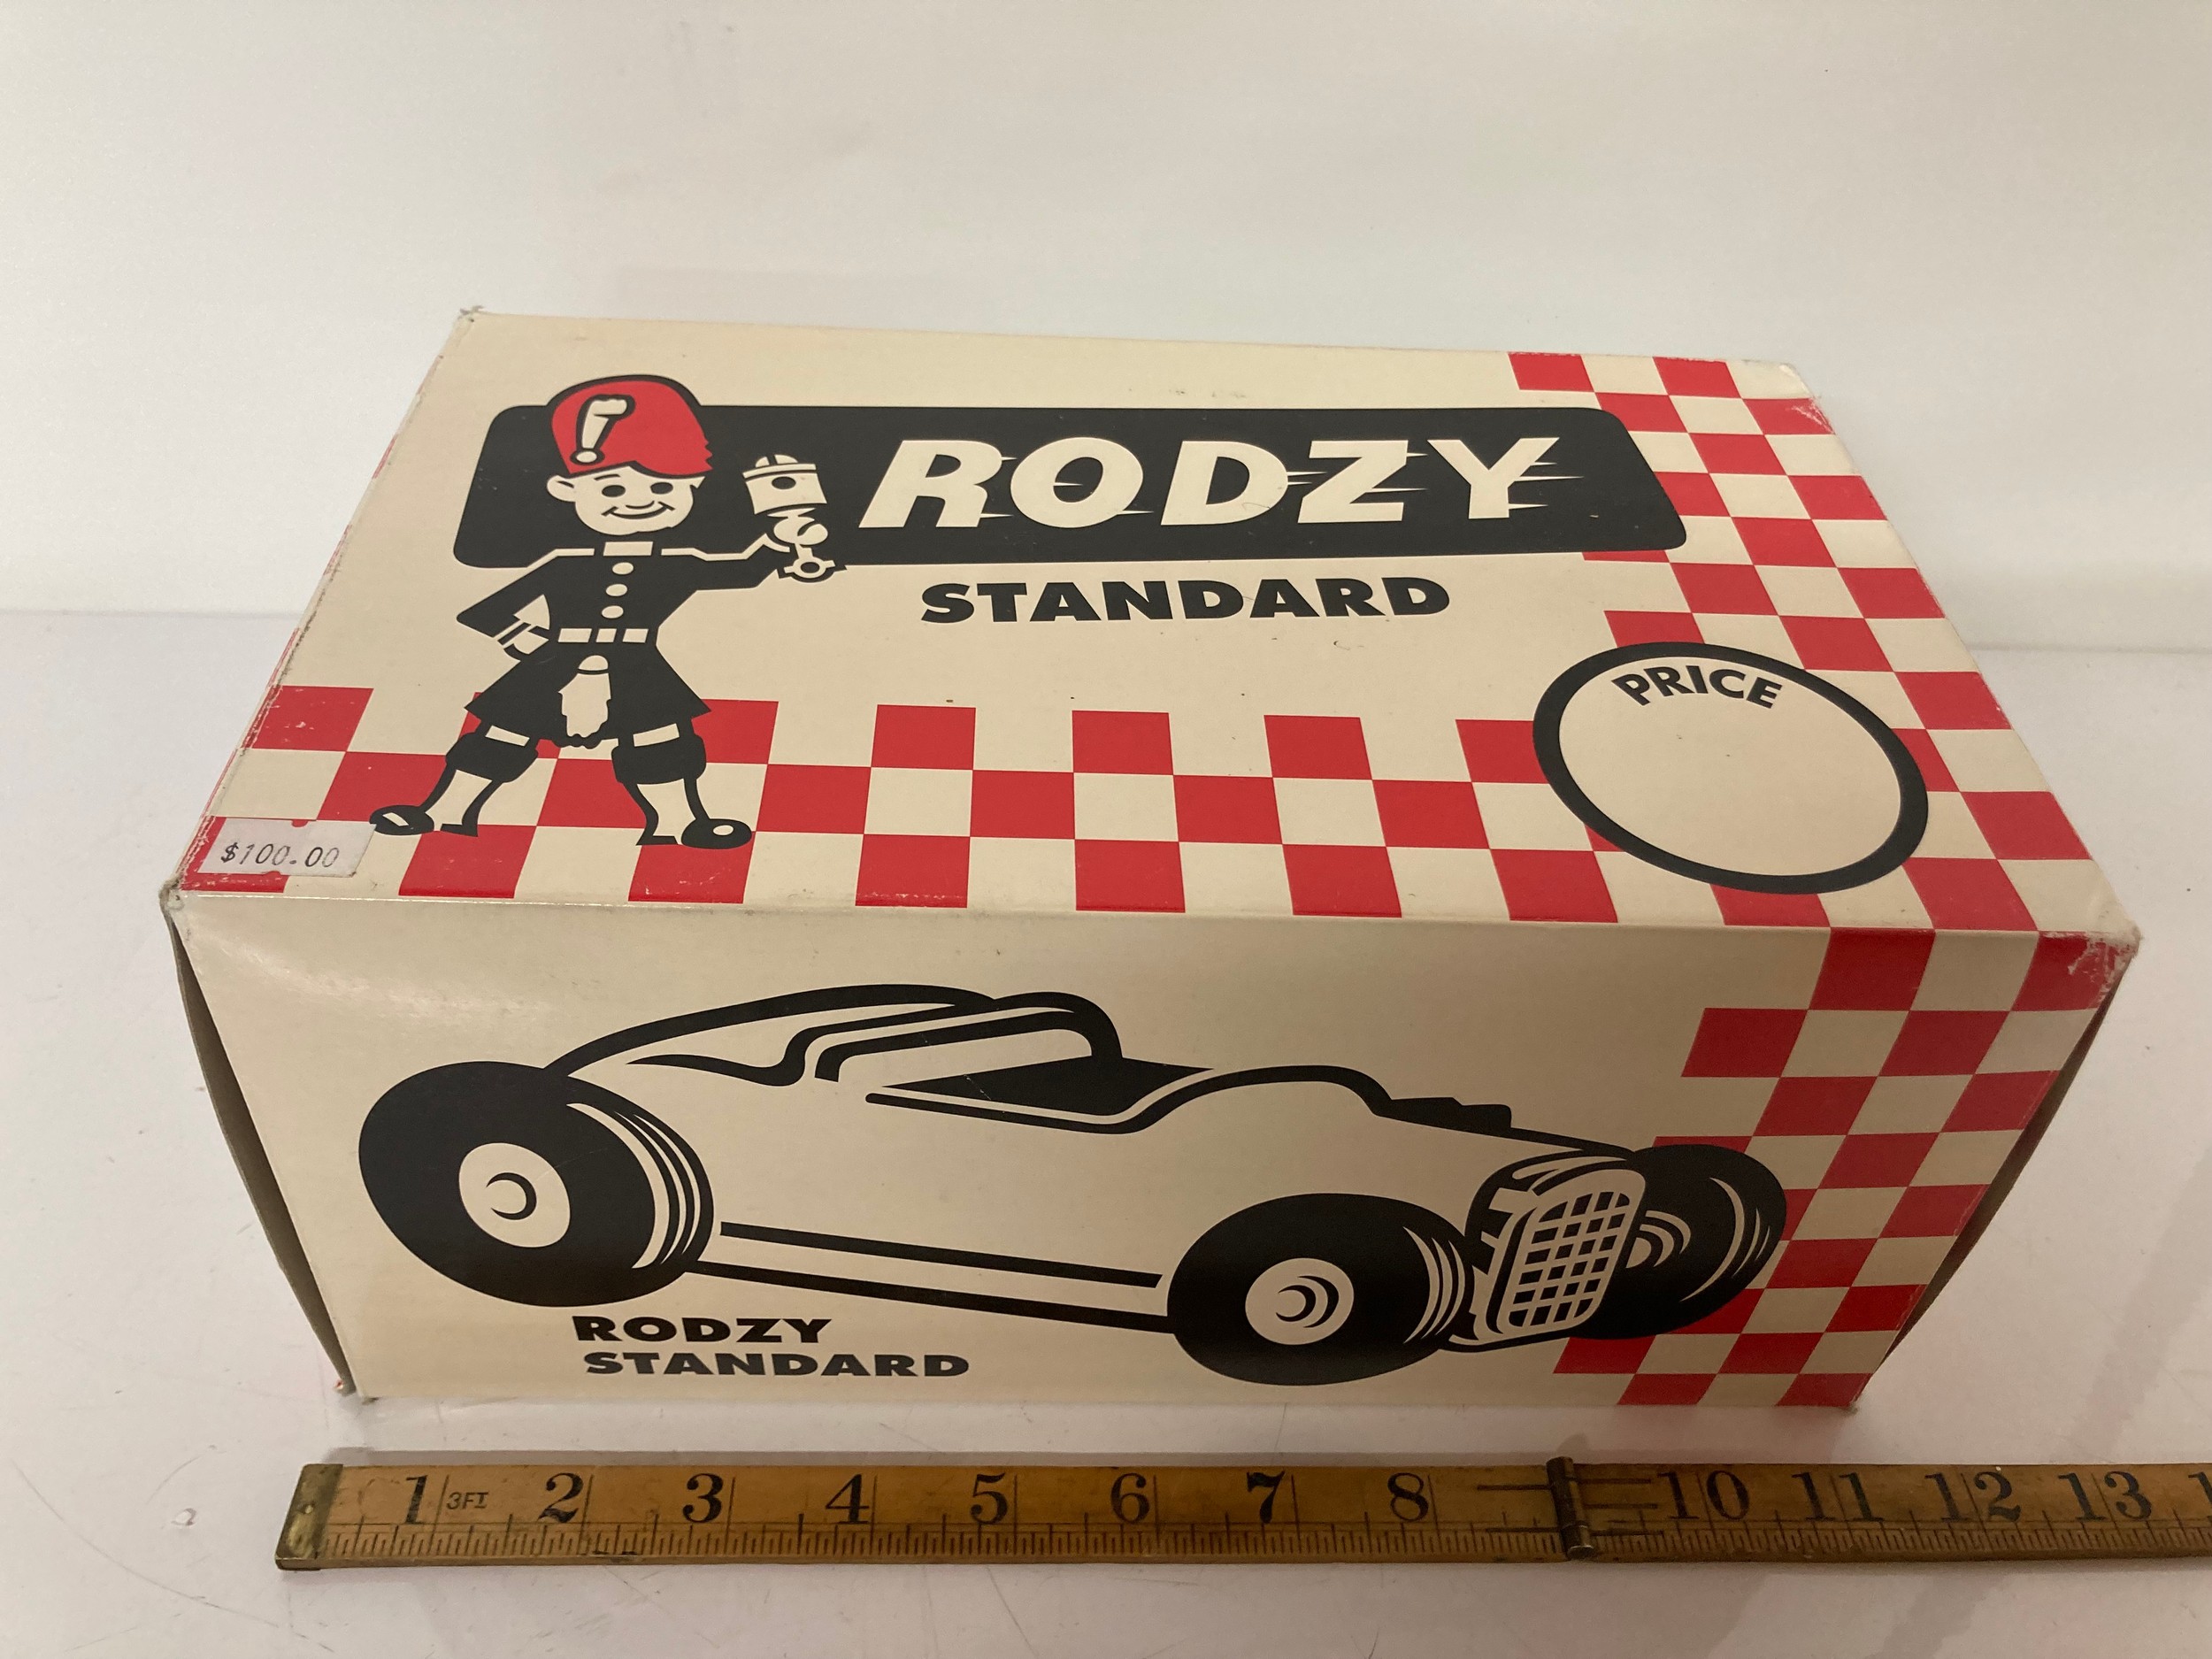 RODZY
STANDARD
PRICE
$100.00
RODZY
STANDARD
1 3FT 2 3 4 5 6 7 8 10 11 12 13